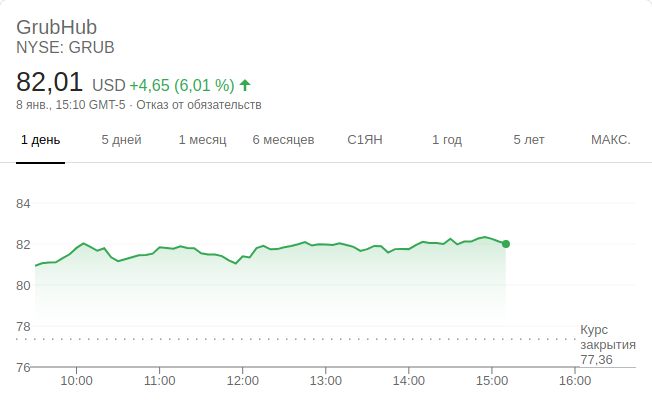 GrubHub
NYSE: GRUB
82,01 USD +4,65 (6,01 %)
8 янв., 15:10 GMT-5 · Отказ от обязательств
1 день 5 дней 1 месяц 6 месяцев С1ЯН 1 год 5 лет МАКС.
84
82
80
78
Курс
закрытия
77,36
76
10:00 11:00 12:00 13:00 14:00 15:00 16:00